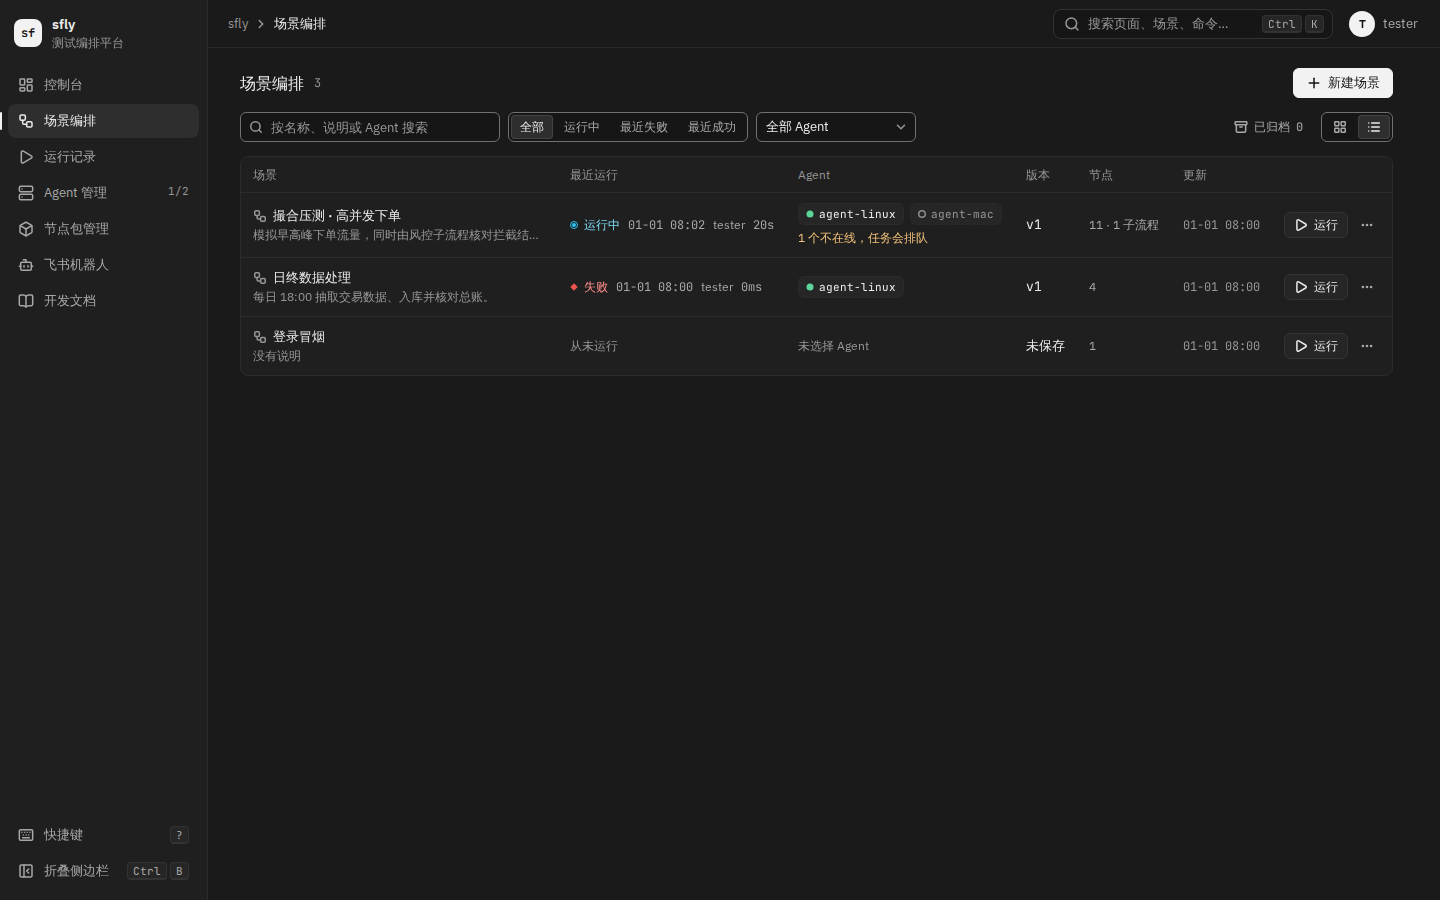 sf
sfly
测试编排平台
控制台
场景编排
运行记录
Agent 管理 1/2
节点包管理
飞书机器人
开发文档
快捷键 ?
折叠侧边栏 Ctrl B
sfly 场景编排
搜索页面、场景、命令... Ctrl K
T tester
场景编排 3
新建场景
按名称、说明或 Agent 搜索
全部 运行中 最近失败 最近成功
全部 Agent
已归档 0
场景 最近运行 Agent 版本 节点 更新
撮合压测 · 高并发下单
模拟早高峰下单流量，同时由风控子流程核对拦截结...
运行中 01-01 08:02 tester 20s
agent-linux agent-mac
1 个不在线，任务会排队
v1 11 · 1 子流程 01-01 08:00 运行
日终数据处理
每日 18:00 抽取交易数据、入库并核对总账。
失败 01-01 08:00 tester 0ms
agent-linux
v1 4 01-01 08:00 运行
登录冒烟
没有说明
从未运行 未选择 Agent 未保存 1 01-01 08:00 运行